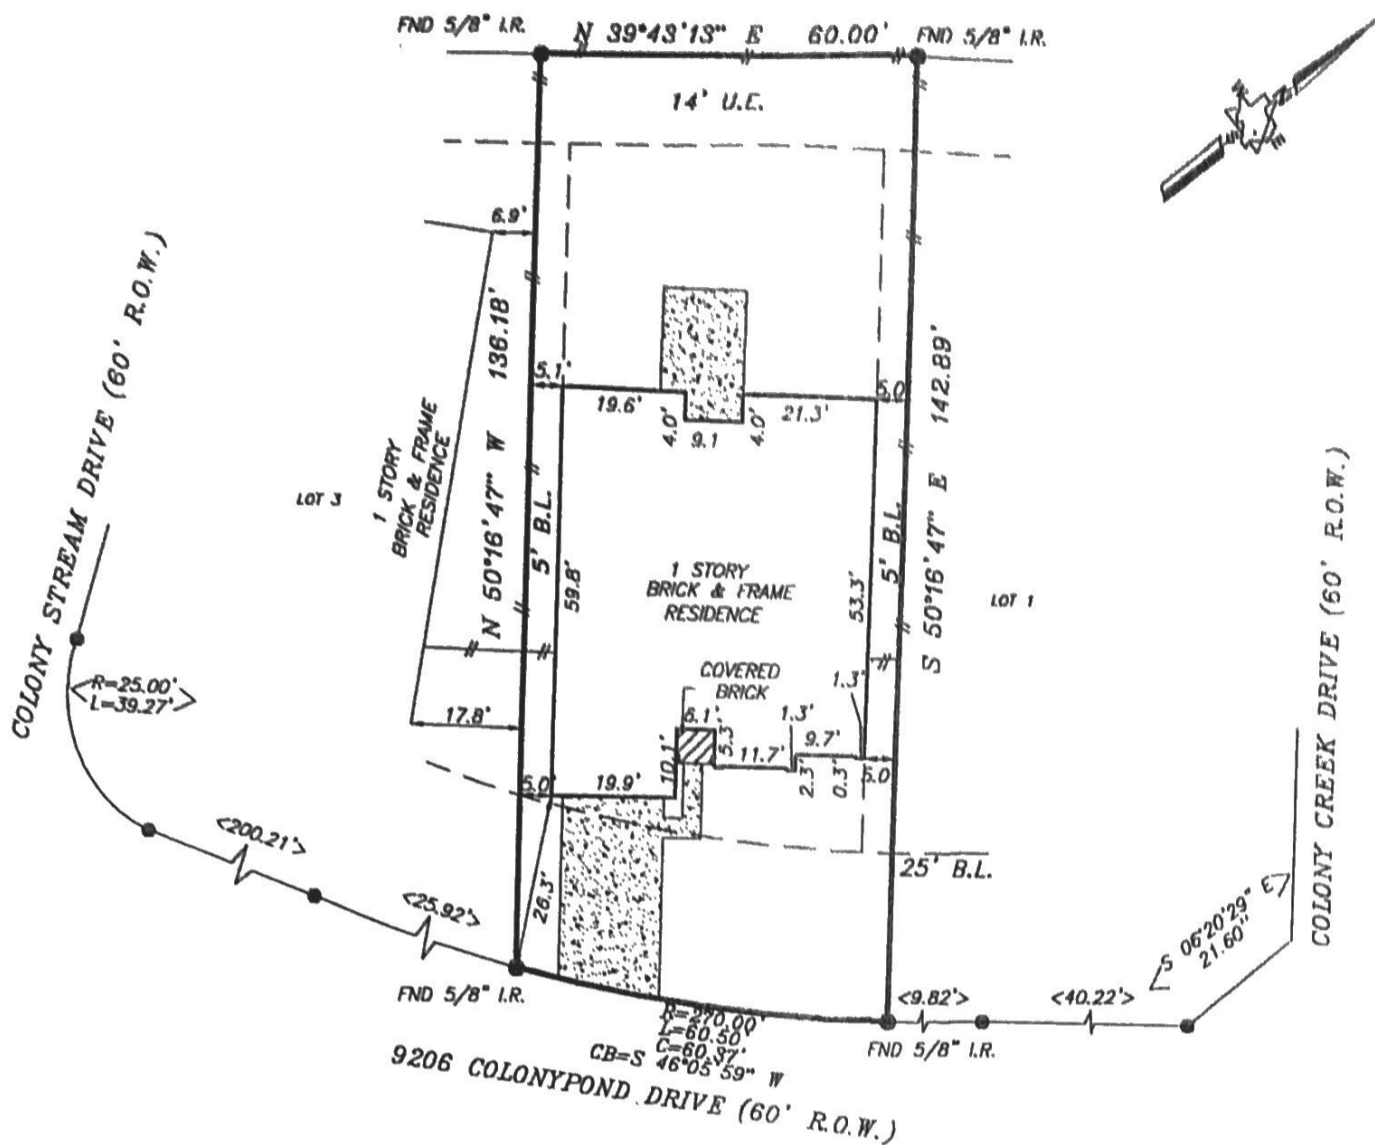 FND 5/8" I.R.
N 39°43'13" E 60.00'
FND 5/8" I.R.
14' U.E.
6.9'
N 50°16'47" W 136.18'
S 50°16'47" E 142.89'
5.1'
19.6'
4.0'
9.1
4.0'
21.3'
5.0
1 STORY
BRICK & FRAME
RESIDENCE
LOT 3
5' B.L.
59.8'
1 STORY
BRICK & FRAME
RESIDENCE
53.3'
5' B.L.
LOT 1
COLONY STREAM DRIVE (60' R.O.W.)
COLONY CREEK DRIVE (60' R.O.W.)
R=25.00'
L=39.27'
COVERED
BRICK
17.8'
6.1'
5.3'
1.3'
1.3'
11.7'
9.7'
2.3'
0.3'
5.0
5.0'
19.9'
10.1'
25' B.L.
26.3'
<200.21'>
<25.92'>
FND 5/8" I.R.
R=270.00'
L=60.50'
C=60.37'
CB=S 46°05'59" W
<9.82'>
<40.22'>
S 06°20'29" E
21.60"
FND 5/8" I.R.
9206 COLONYPOND DRIVE (60' R.O.W.)